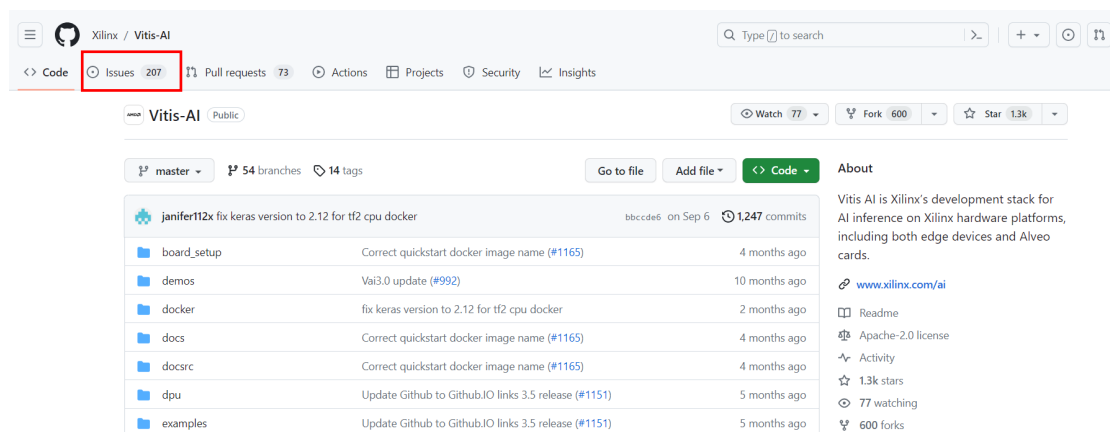 Xilinx / Vitis-AI
Type / to search
Code
Issues 207
Pull requests 73
Actions
Projects
Security
Insights
AMD Vitis-AI Public
Watch 77
Fork 600
Star 1.3k
master
54 branches
14 tags
Go to file
Add file
Code
janifer112x fix keras version to 2.12 for tf2 cpu docker bbccde6 on Sep 6 1,247 commits
board_setup Correct quickstart docker image name (#1165) 4 months ago
demos Vai3.0 update (#992) 10 months ago
docker fix keras version to 2.12 for tf2 cpu docker 2 months ago
docs Correct quickstart docker image name (#1165) 4 months ago
docsrc Correct quickstart docker image name (#1165) 4 months ago
dpu Update Github to Github.IO links 3.5 release (#1151) 5 months ago
examples Update Github to Github.IO links 3.5 release (#1151) 5 months ago
About
Vitis AI is Xilinx's development stack for
AI inference on Xilinx hardware platforms,
including both edge devices and Alveo
cards.
www.xilinx.com/ai
Readme
Apache-2.0 license
Activity
1.3k stars
77 watching
600 forks